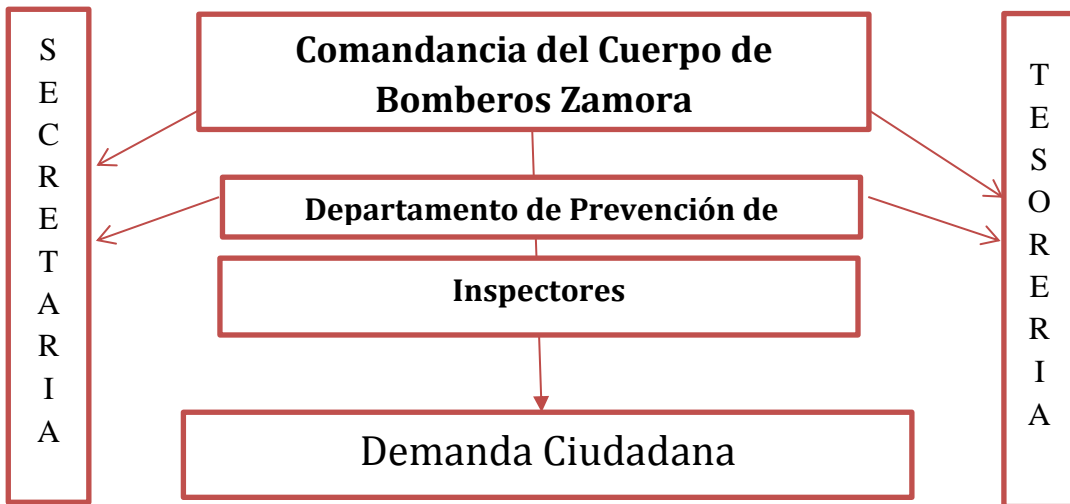 S
E
C
R
E
T
A
R
I
A
Comandancia del Cuerpo de
Bomberos Zamora
Departamento de Prevención de
Inspectores
Demanda Ciudadana
T
E
S
O
R
E
R
I
A